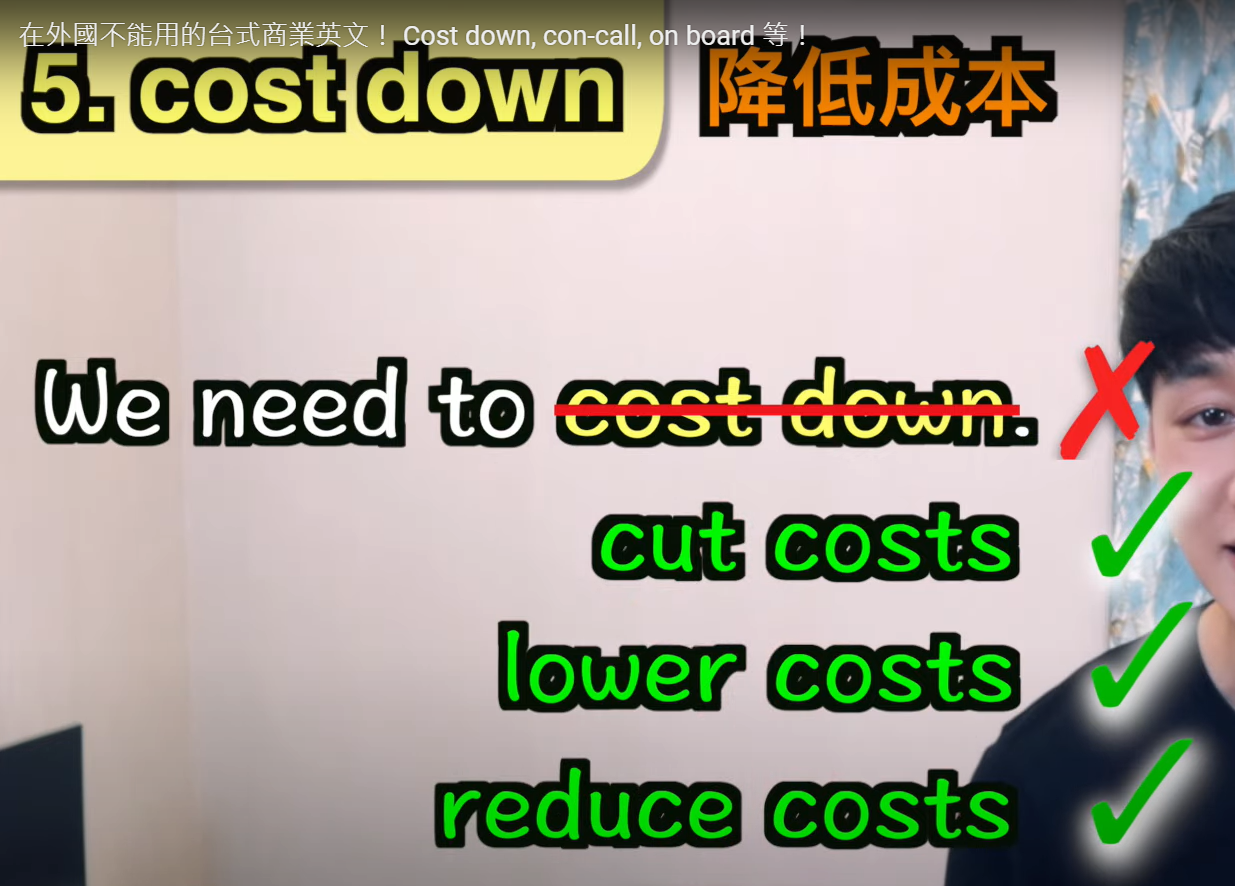 在外國不能用的台式商業英文！ Cost down, con-call, on board 等！
5. cost down 降低成本
We need to cost down.
cut costs
lower costs
reduce costs